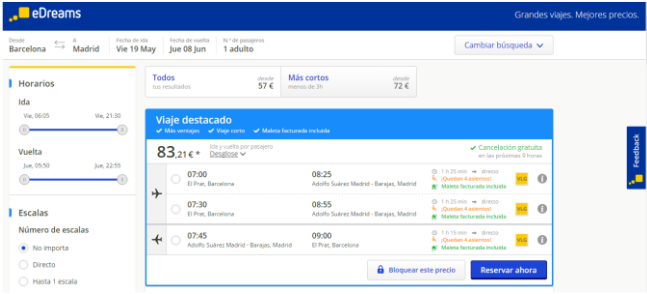 eDreams
Grandes viajes. Mejores precios.
Desde A Fecha de ida Fecha de vuelta N.º de pasajeros
Barcelona Madrid Vie 19 May Jue 08 Jun 1 adulto
Cambiar búsqueda
Horarios
Ida
Vie, 06:05 Vie, 21:30
Vuelta
Jue, 05:50 Jue, 22:55
Escalas
Número de escalas
No importa
Directo
Hasta 1 escala
Todos desde
tus resultados 57 €
Más cortos desde
menos de 3h 72 €
Viaje destacado
Más ventajas Viaje corto Maleta facturada incluida
83,21 € * Ida y vuelta por pasajero
Desglose
Cancelación gratuita
en las próximas 9 horas
07:00 08:25
El Prat, Barcelona Adolfo Suárez Madrid - Barajas, Madrid
1 h 25 min directo
¡Quedan 4 asientos!
Maleta facturada incluida
VLG
07:30 08:55
El Prat, Barcelona Adolfo Suárez Madrid - Barajas, Madrid
1 h 25 min directo
¡Quedan 4 asientos!
Maleta facturada incluida
VLG
07:45 09:00
Adolfo Suárez Madrid - Barajas, Madrid El Prat, Barcelona
1 h 15 min directo
¡Quedan 4 asientos!
Maleta facturada incluida
VLG
Bloquear este precio
Reservar ahora
Feedback